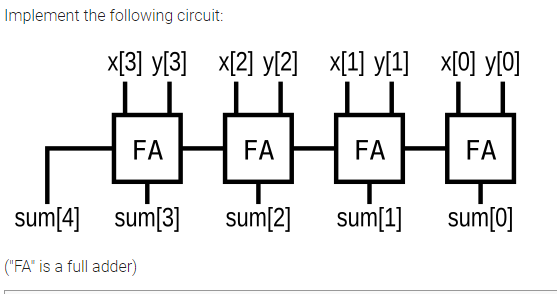 Implement the following circuit:
x[3] y[3] x[2] y[2] x[1] y[1] x[0] y[0]
FA FA FA FA
sum[4] sum[3] sum[2] sum[1] sum[0]
("FA" is a full adder)